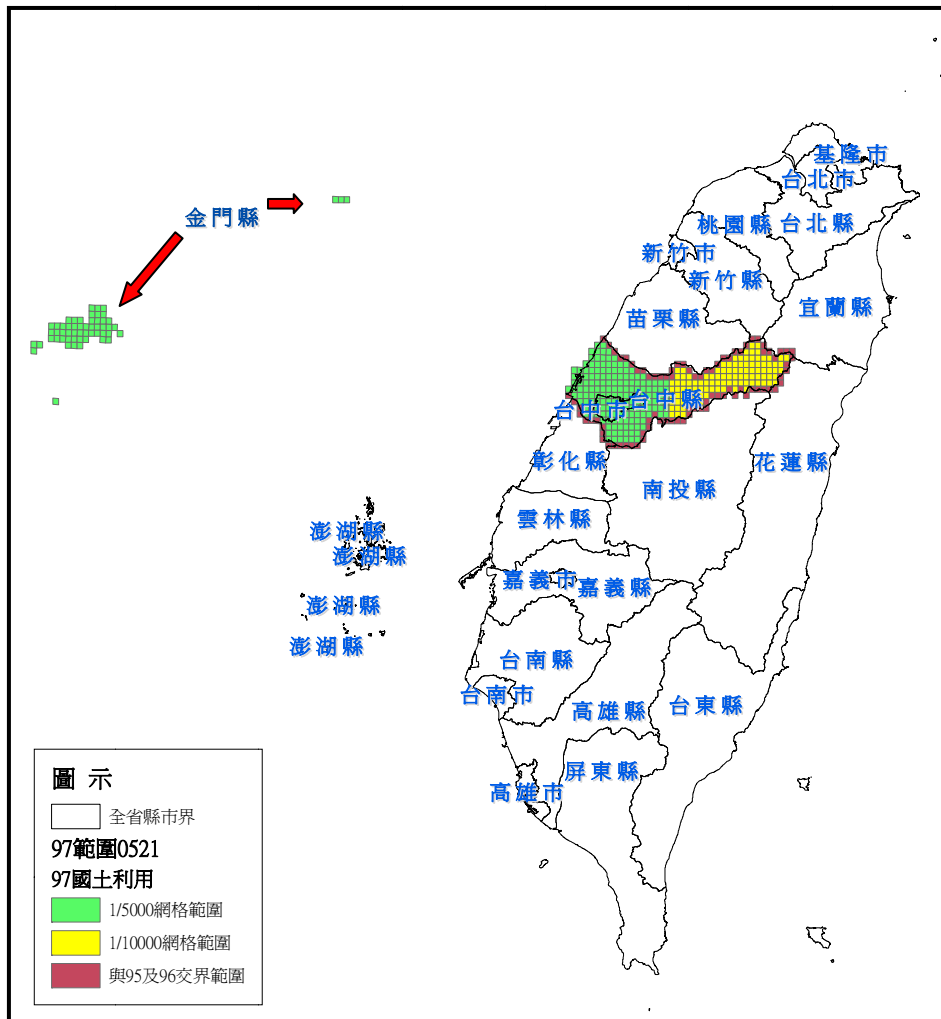 基隆市
台北市
金門縣
桃園縣
台北縣
新竹市
新竹縣
宜蘭縣
苗栗縣
台中縣
台中市
彰化縣
花蓮縣
南投縣
雲林縣
澎湖縣
澎湖縣
嘉義市
嘉義縣
澎湖縣
澎湖縣
台南縣
台南市
台東縣
高雄縣
屏東縣
高雄市
圖示
全省縣市界
97範圍0521
97國土利用
1/5000網格範圍
1/10000網格範圍
與95及96交界範圍